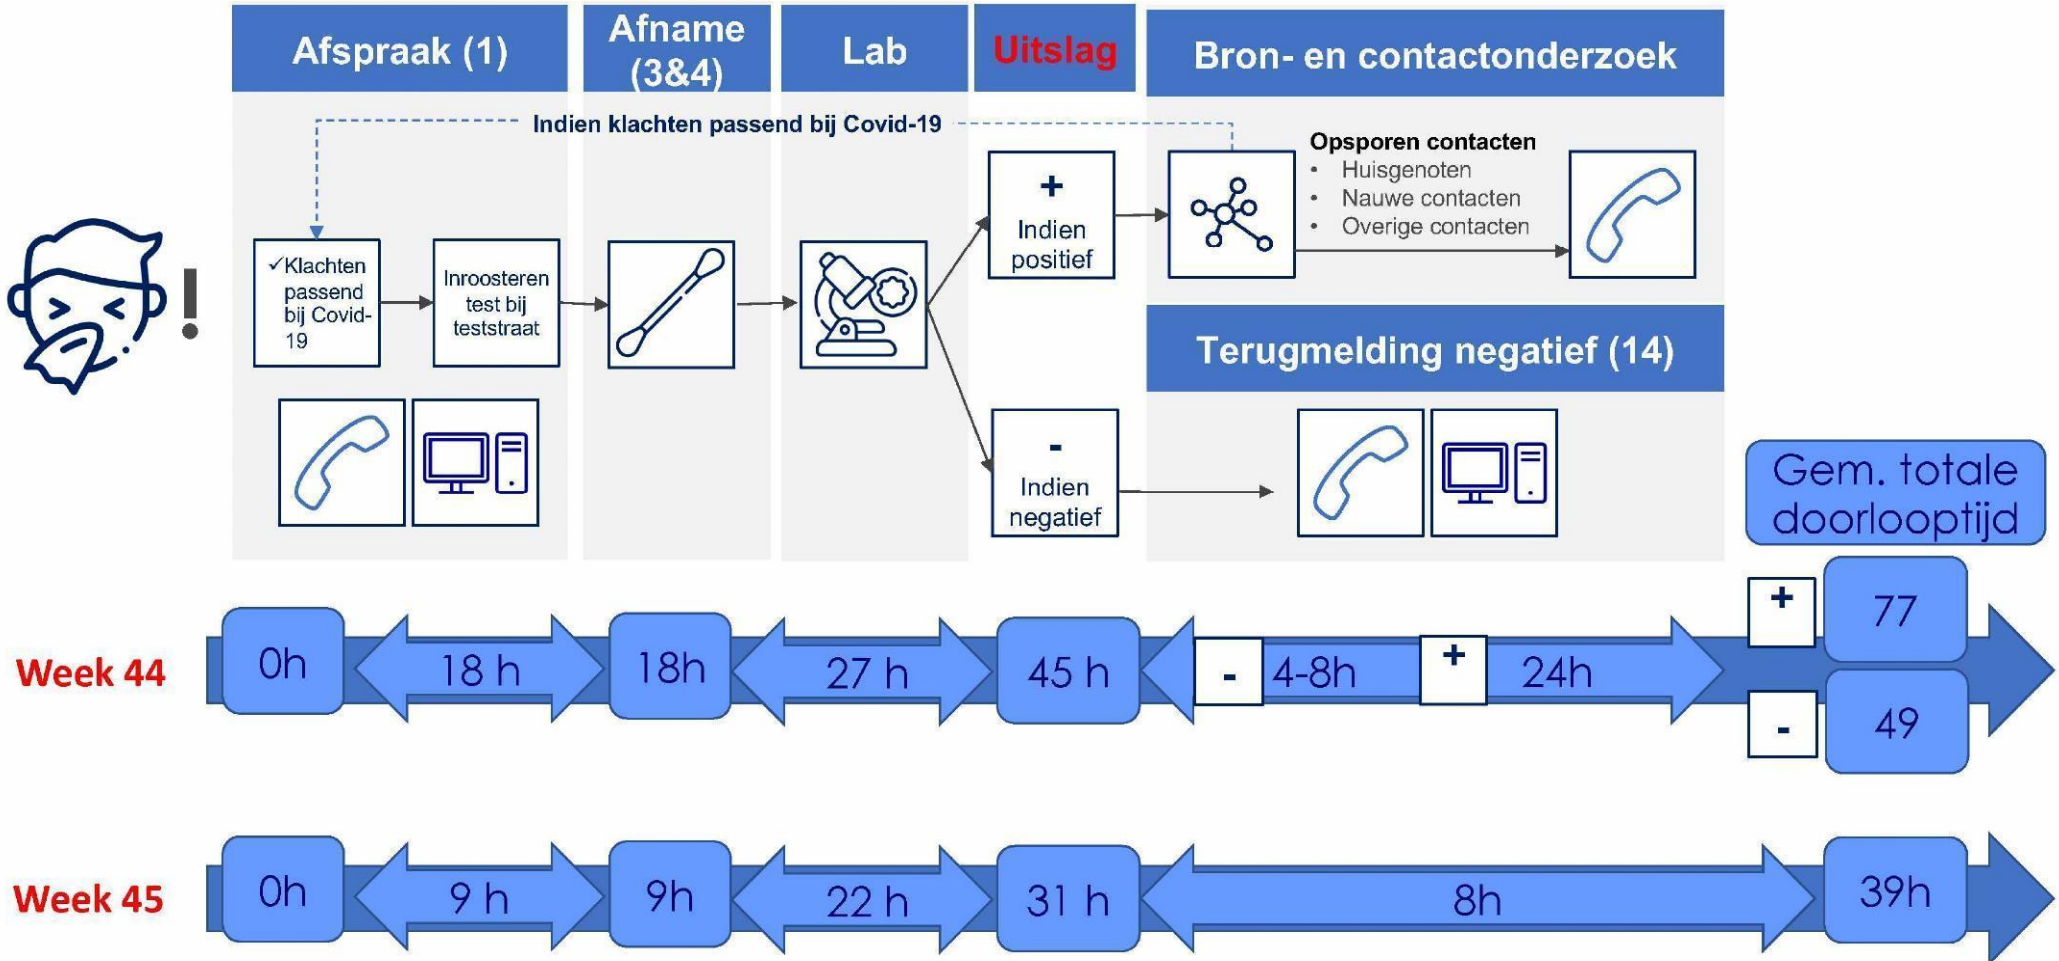 Afspraak (1)
Afname
(3&4)
Lab
Uitslag
Bron- en contactonderzoek
Indien klachten passend bij Covid-19
Opsporen contacten
• Huisgenoten
• Nauwe contacten
• Overige contacten
✓Klachten
passend
bij Covid-
19
Inroosteren
test bij
teststraat
+
Indien
positief
!
Terugmelding negatief (14)
-
Indien
negatief
Gem. totale
doorlooptijd
Week 44
0h
18 h
18h
27 h
45 h
-
4-8h
+
24h
+
77
-
49
Week 45
0h
9 h
9h
22 h
31 h
8h
39h